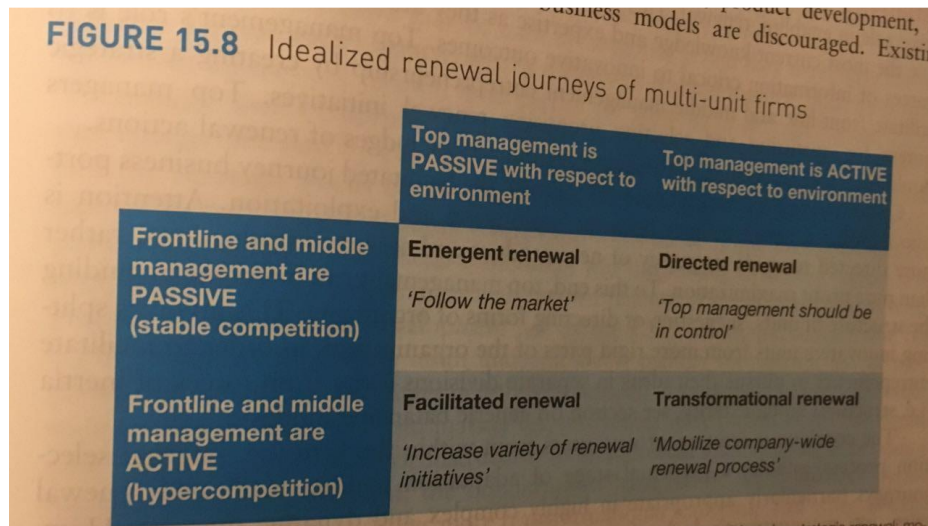 product development,
business models are discouraged. Existi
FIGURE 15.8 Idealized renewal journeys of multi-unit firms
Top management is
PASSIVE with respect to
environment
Top management is ACTIVE
with respect to environment
Frontline and middle
management are
PASSIVE
(stable competition)
Emergent renewal
'Follow the market'
Directed renewal
'Top management should be
in control'
Frontline and middle
management are
ACTIVE
(hypercompetition)
Facilitated renewal
'Increase variety of renewal
initiatives'
Transformational renewal
'Mobilize company-wide
renewal process'